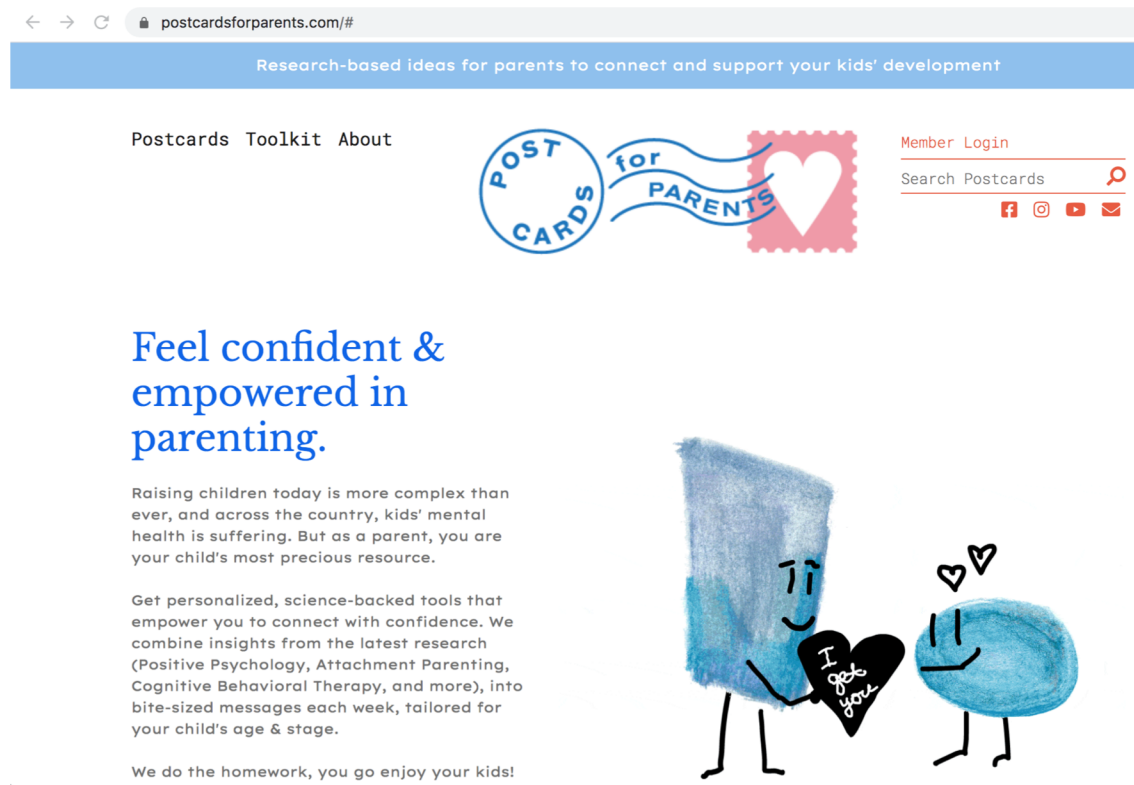 postcardsforparents.com/#
Research-based ideas for parents to connect and support your kids' development
Postcards Toolkit About
POST CARDS
for
PARENTS
Member Login
Search Postcards
Feel confident &
empowered in
parenting.
Raising children today is more complex than
ever, and across the country, kids' mental
health is suffering. But as a parent, you are
your child's most precious resource.
Get personalized, science-backed tools that
empower you to connect with confidence. We
combine insights from the latest research
(Positive Psychology, Attachment Parenting,
Cognitive Behavioral Therapy, and more), into
bite-sized messages each week, tailored for
your child's age & stage.
We do the homework, you go enjoy your kids!
I
get
you